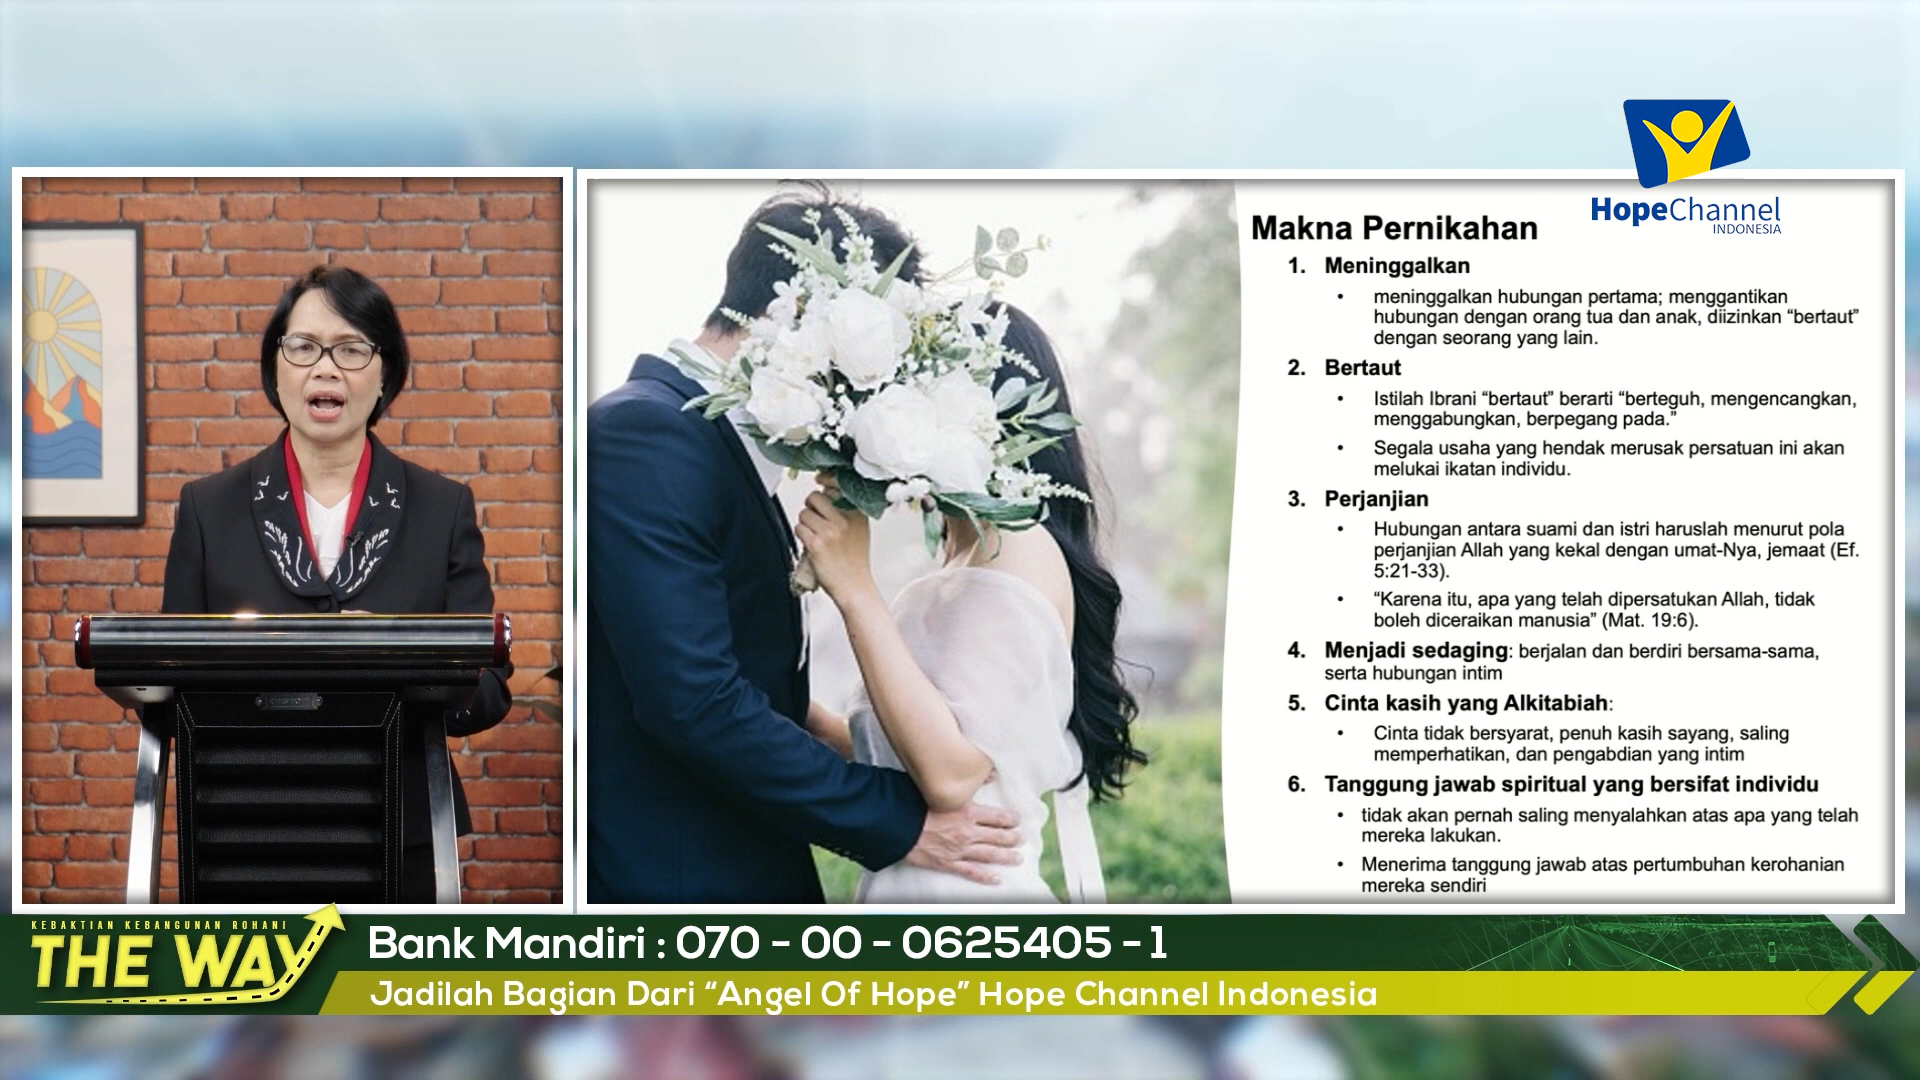 HopeChannel
INDONESIA
Makna Pernikahan
1. Meninggalkan
• meninggalkan hubungan pertama; menggantikan
hubungan dengan orang tua dan anak, diizinkan “bertaut”
dengan seorang yang lain.
2. Bertaut
• Istilah Ibrani “bertaut” berarti “berteguh, mengencangkan,
menggabungkan, berpegang pada.”
• Segala usaha yang hendak merusak persatuan ini akan
melukai ikatan individu.
3. Perjanjian
• Hubungan antara suami dan istri haruslah menurut pola
perjanjian Allah yang kekal dengan umat-Nya, jemaat (Ef.
5:21-33).
• “Karena itu, apa yang telah dipersatukan Allah, tidak
boleh diceraikan manusia” (Mat. 19:6).
4. Menjadi sedaging: berjalan dan berdiri bersama-sama,
serta hubungan intim
5. Cinta kasih yang Alkitabiah:
• Cinta tidak bersyarat, penuh kasih sayang, saling
memperhatikan, dan pengabdian yang intim
6. Tanggung jawab spiritual yang bersifat individu
• tidak akan pernah saling menyalahkan atas apa yang telah
mereka lakukan.
• Menerima tanggung jawab atas pertumbuhan kerohanian
mereka sendiri
KEBAKTIAN KEBANGUNAN ROHANI
THE WAY
Bank Mandiri : 070 - 00 - 0625405 - 1
Jadilah Bagian Dari “Angel Of Hope” Hope Channel Indonesia